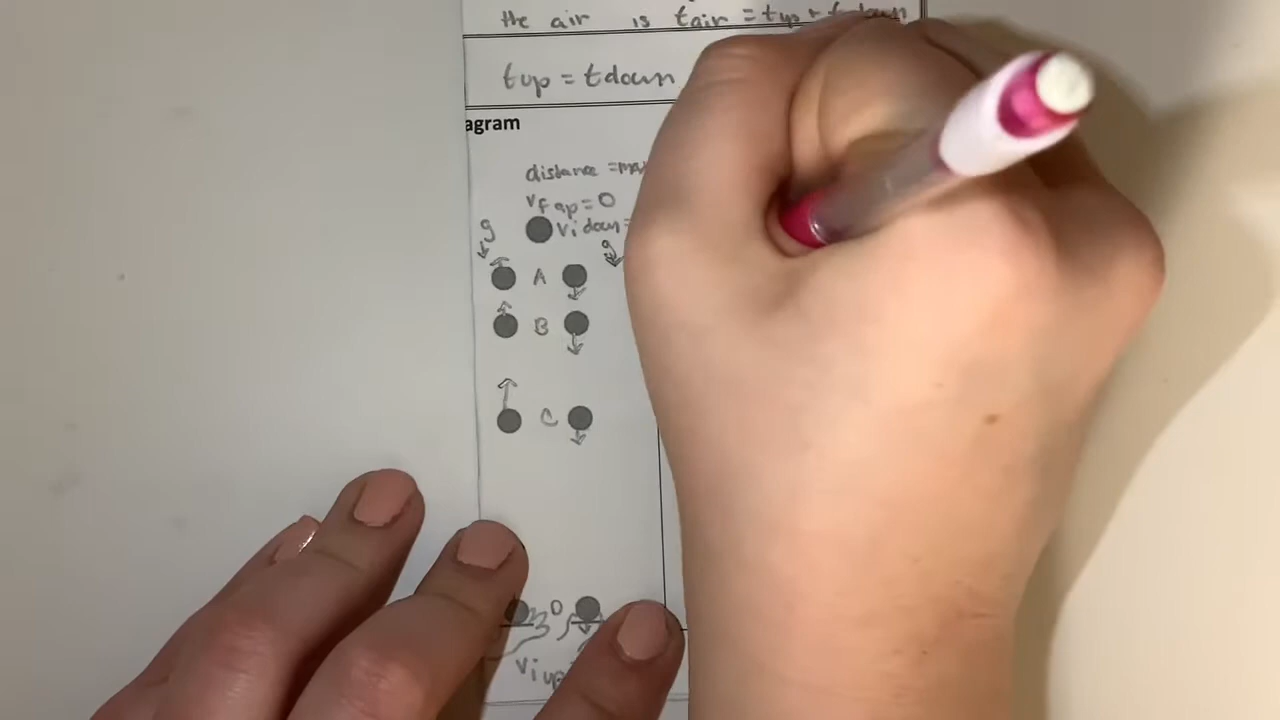 the air is tair = tup +
tup = tdown
agram
distance =
vf up = 0
g
vi down =
g
A
B
C
D
vi up